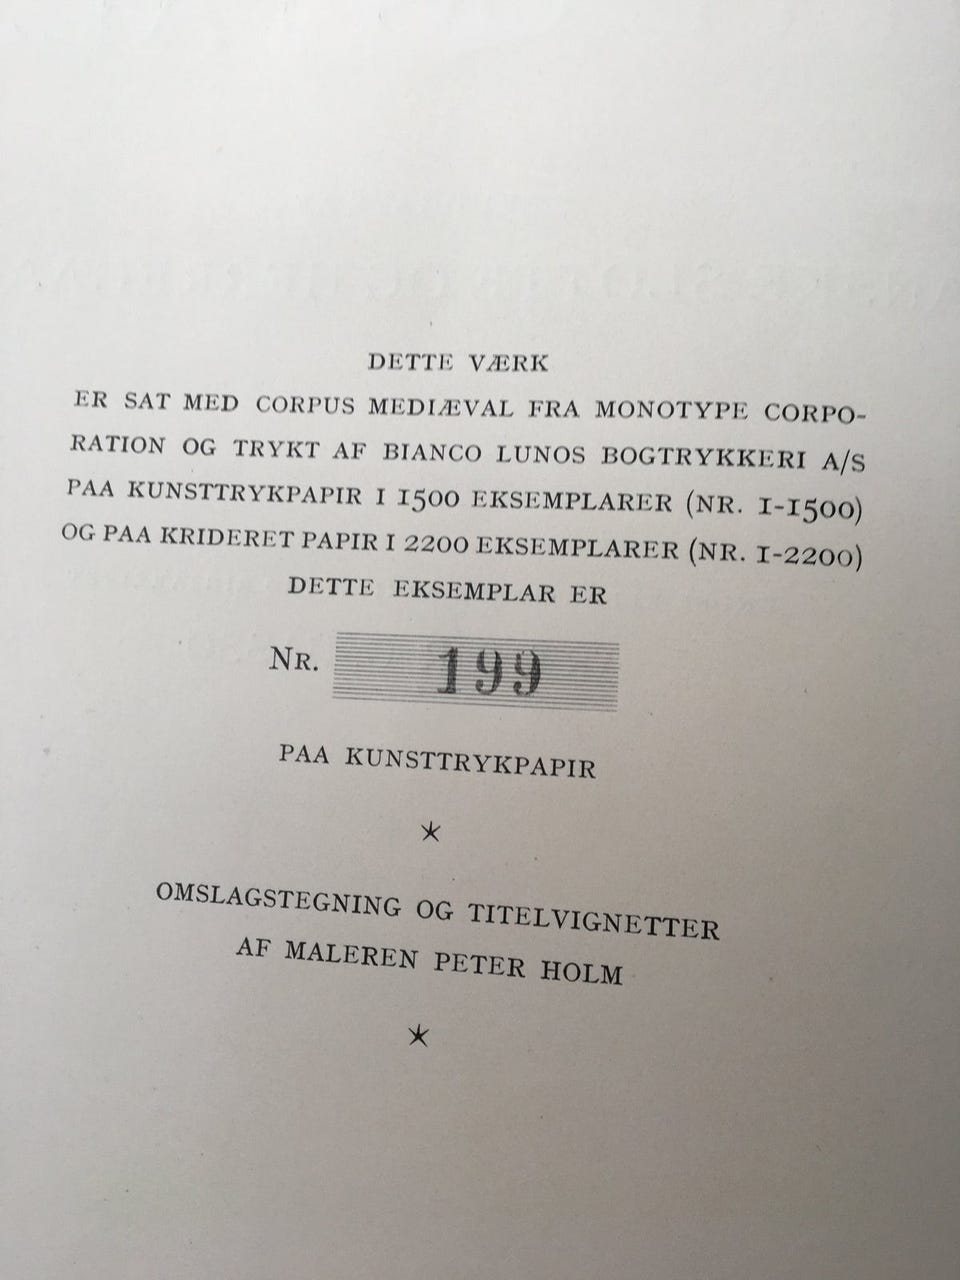 DETTE VÆRK
ER SAT MED CORPUS MEDIÆVAL FRA MONOTYPE CORPO-
RATION OG TRYKT AF BIANCO LUNOS BOGTRYKKERI A/S
PAA KUNSTTRYKPAPIR I 1500 EKSEMPLARER (NR. 1-1500)
OG PAA KRIDERET PAPIR I 2200 EKSEMPLARER (NR. 1-2200)
DETTE EKSEMPLAR ER
NR. 199
PAA KUNSTTRYKPAPIR
OMSLAGSTEGNING OG TITELVIGNETTER
AF MALEREN PETER HOLM